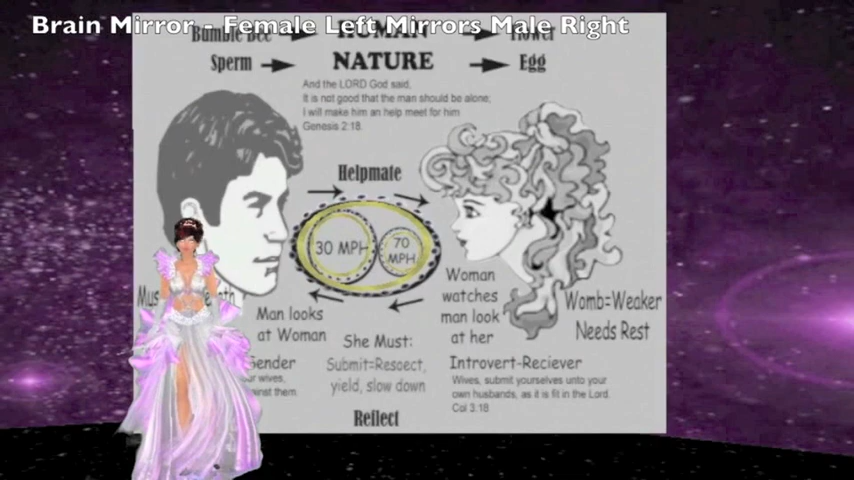 Brain Mirror - Female Left Mirrors Male Right
Bumble Bee HUMAN Flower
Sperm NATURE Egg
And the LORD God said,
It is not good that the man should be alone;
I will make him an help meet for him
Genesis 2:18.
Helpmate
30 MPH
70
MPH
Man looks
at Woman
Woman
watches
man look
at her
Womb=Weaker
Needs Rest
She Must:
Submit=Resoect,
yield, slow down
Reflect
Introvert-Reciever
Wives, submit yourselves unto your
own husbands, as it is fit in the Lord.
Col 3:18
wives,
them